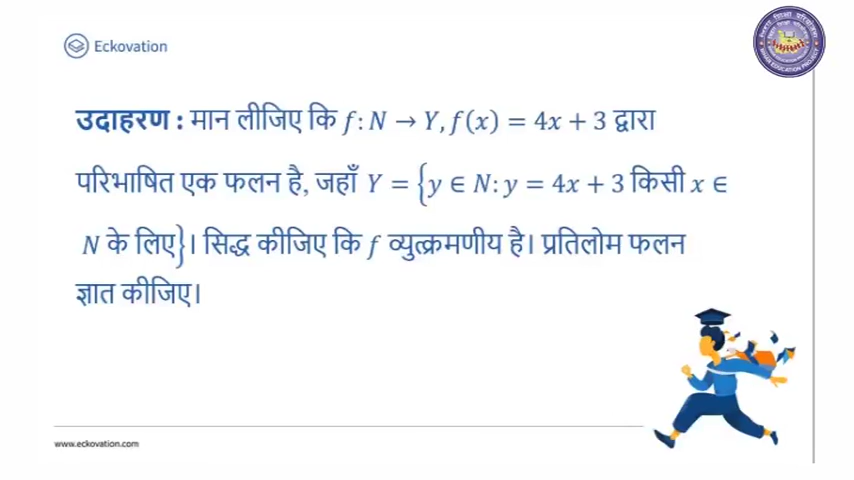 Eckovation
उदाहरण : मान लीजिए कि f: N → Y, f(x) = 4x + 3 द्वारा
परिभाषित एक फलन है, जहाँ Y = {y ∈ N: y = 4x + 3 किसी x ∈
N के लिए}। सिद्ध कीजिए कि f व्युत्क्रमणीय है। प्रतिलोम फलन
ज्ञात कीजिए।
www.eckovation.com